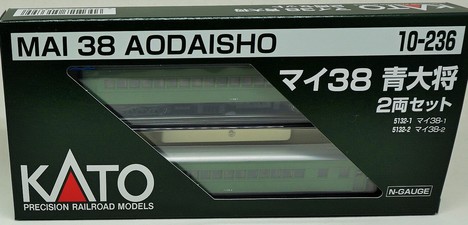 MAI 38 AODAISHO
10-236
マイ38 青大将
2両セット
5132-1 マイ38-1
5132-2 マイ38-2
KATO
PRECISION RAILROAD MODELS
N-GAUGE